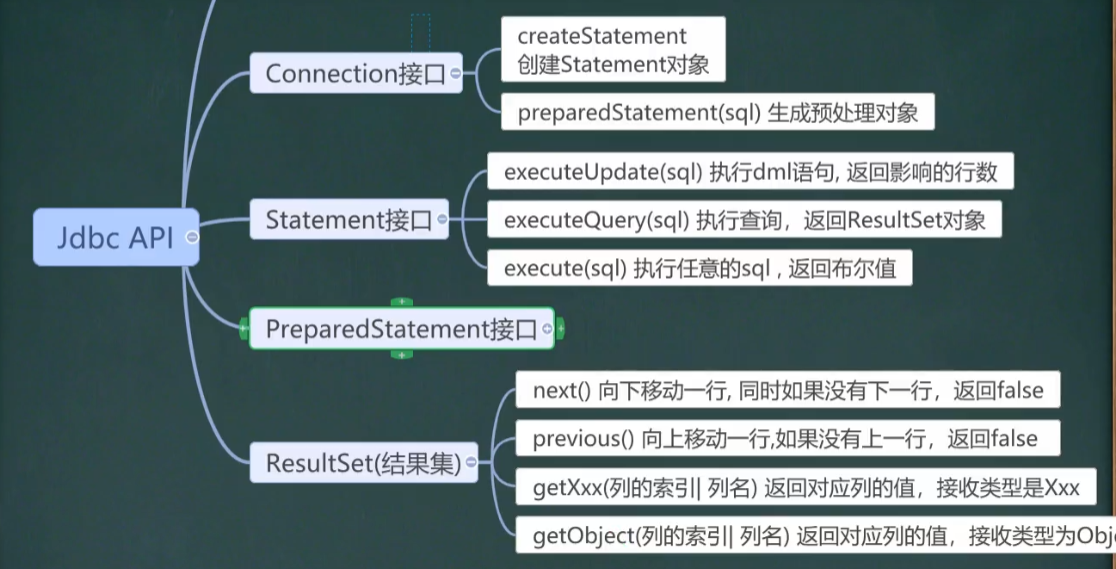 Connection接口
createStatement
创建Statement对象
preparedStatement(sql) 生成预处理对象
Jdbc API
Statement接口
executeUpdate(sql) 执行dml语句, 返回影响的行数
executeQuery(sql) 执行查询，返回ResultSet对象
execute(sql) 执行任意的sql , 返回布尔值
PreparedStatement接口
ResultSet(结果集)
next() 向下移动一行, 同时如果没有下一行，返回false
previous() 向上移动一行,如果没有上一行，返回false
getXxx(列的索引| 列名) 返回对应列的值，接收类型是Xxx
getObject(列的索引| 列名) 返回对应列的值，接收类型为Obj